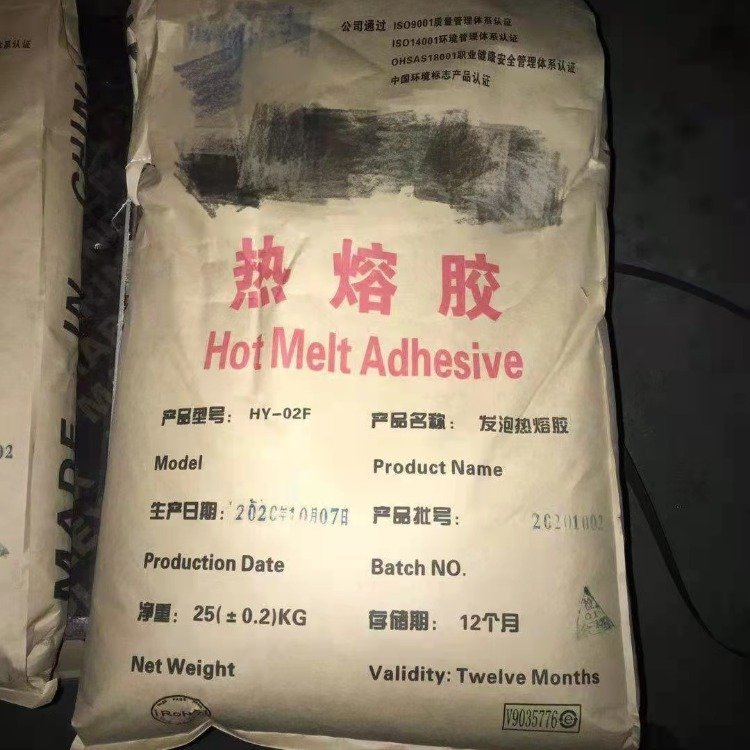 公司通过 ISO9001质量管理体系认证
ISO14001环境管理体系认证
OHSAS18001职业健康安全管理体系认证
中国环境标志产品认证
系认证
MADE IN CHINA
热熔胶
Hot Melt Adhesive
产品型号: HY-02F 产品名称: 发泡热熔胶
Model Product Name
生产日期: 2020年10月07日 产品批号: 20201002
Production Date Batch NO.
净重: 25(±0.2)KG 存储期: 12个月
Net Weight Validity: Twelve Months
V9035776
02